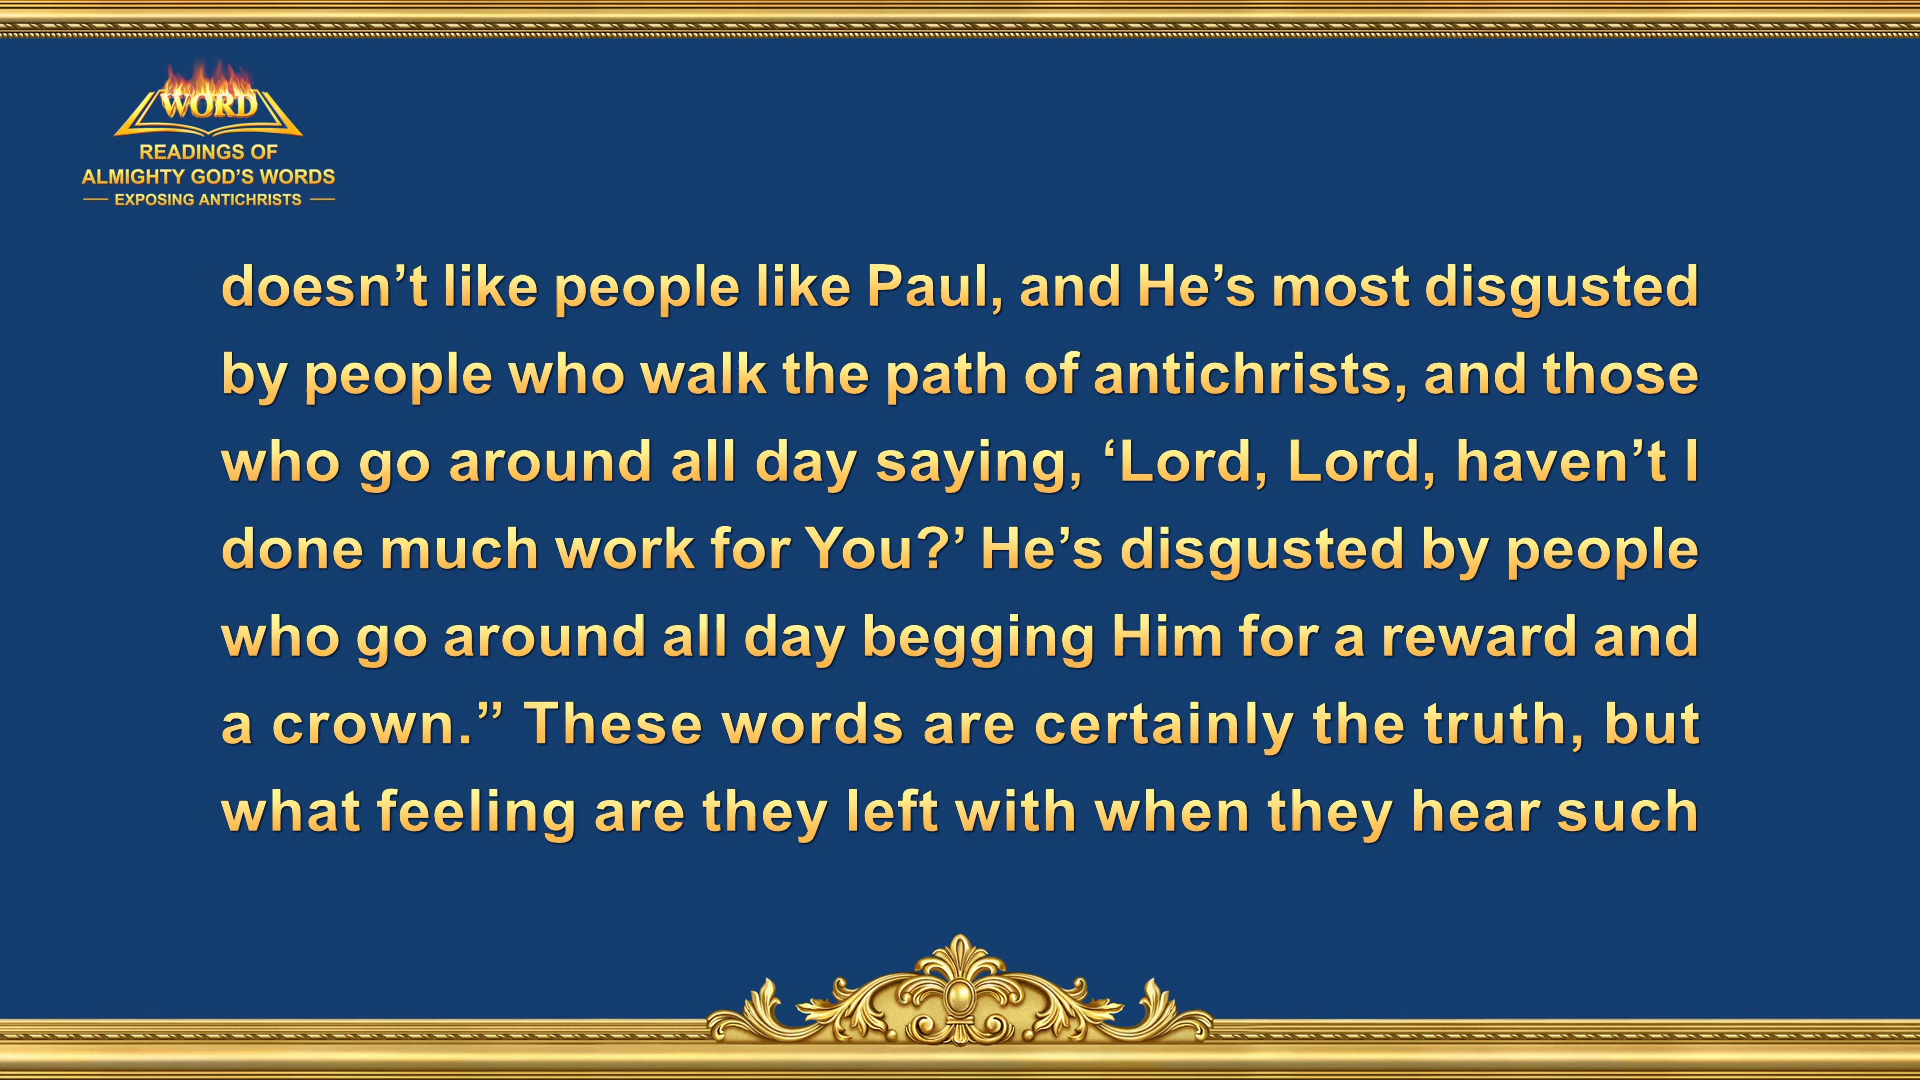 WORD
READINGS OF
ALMIGHTY GOD’S WORDS
EXPOSING ANTICHRISTS
doesn’t like people like Paul, and He’s most disgusted
by people who walk the path of antichrists, and those
who go around all day saying, ‘Lord, Lord, haven’t I
done much work for You?’ He’s disgusted by people
who go around all day begging Him for a reward and
a crown.” These words are certainly the truth, but
what feeling are they left with when they hear such